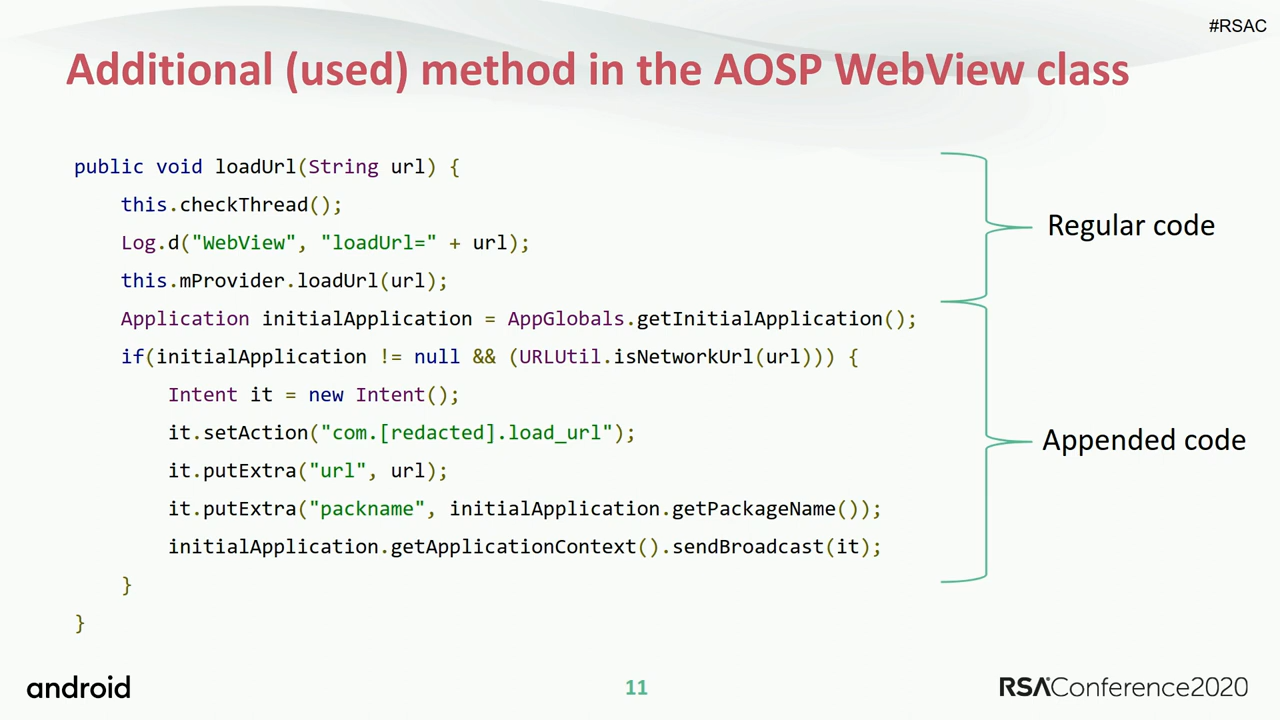 #RSAC
Additional (used) method in the AOSP WebView class
public void loadUrl(String url) {
this.checkThread();
Log.d("WebView", "loadUrl=" + url);
this.mProvider.loadUrl(url);
Application initialApplication = AppGlobals.getInitialApplication();
if(initialApplication != null && (URLUtil.isNetworkUrl(url))) {
Intent it = new Intent();
it.setAction("com.[redacted].load_url");
it.putExtra("url", url);
it.putExtra("packname", initialApplication.getPackageName());
initialApplication.getApplicationContext().sendBroadcast(it);
}
}
Regular code
Appended code
android
11
RSAConference2020